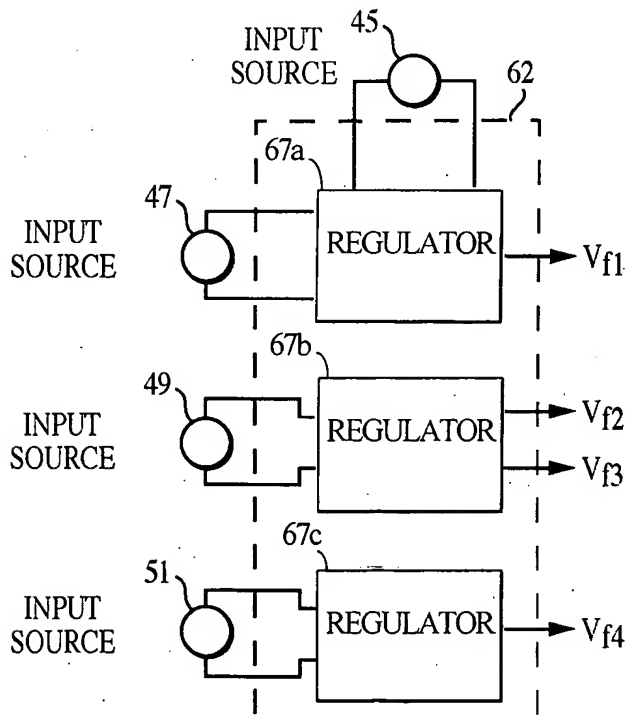 INPUT
SOURCE
45
62
67a
47
INPUT
SOURCE
REGULATOR
Vf1
67b
49
INPUT
SOURCE
REGULATOR
Vf2
Vf3
67c
51
INPUT
SOURCE
REGULATOR
Vf4